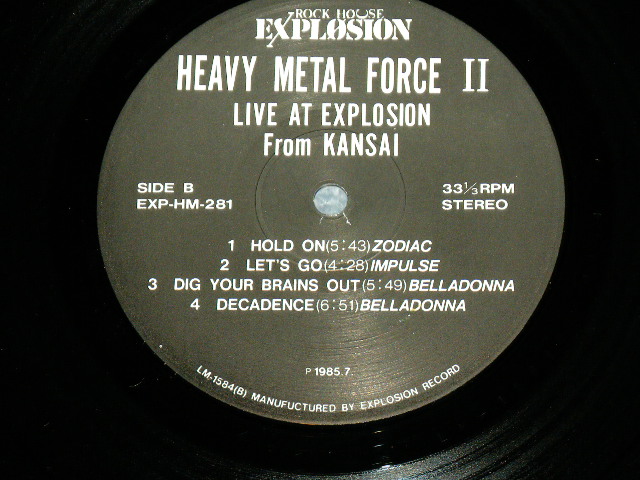 ROCK HOUSE
EXPLØSION
HEAVY METAL FORCE II
LIVE AT EXPLOSION
From KANSAI
SIDE B
EXP-HM-281
33⅓RPM
STEREO
1 HOLD ON(5:43)ZODIAC
2 LET'S GO(4:28)IMPULSE
3 DIG YOUR BRAINS OUT(5:49)BELLADONNA
4 DECADENCE(6:51)BELLADONNA
P1985.7.
LM-1584(B) MANUFUCTURED BY EXPLOSION RECORD